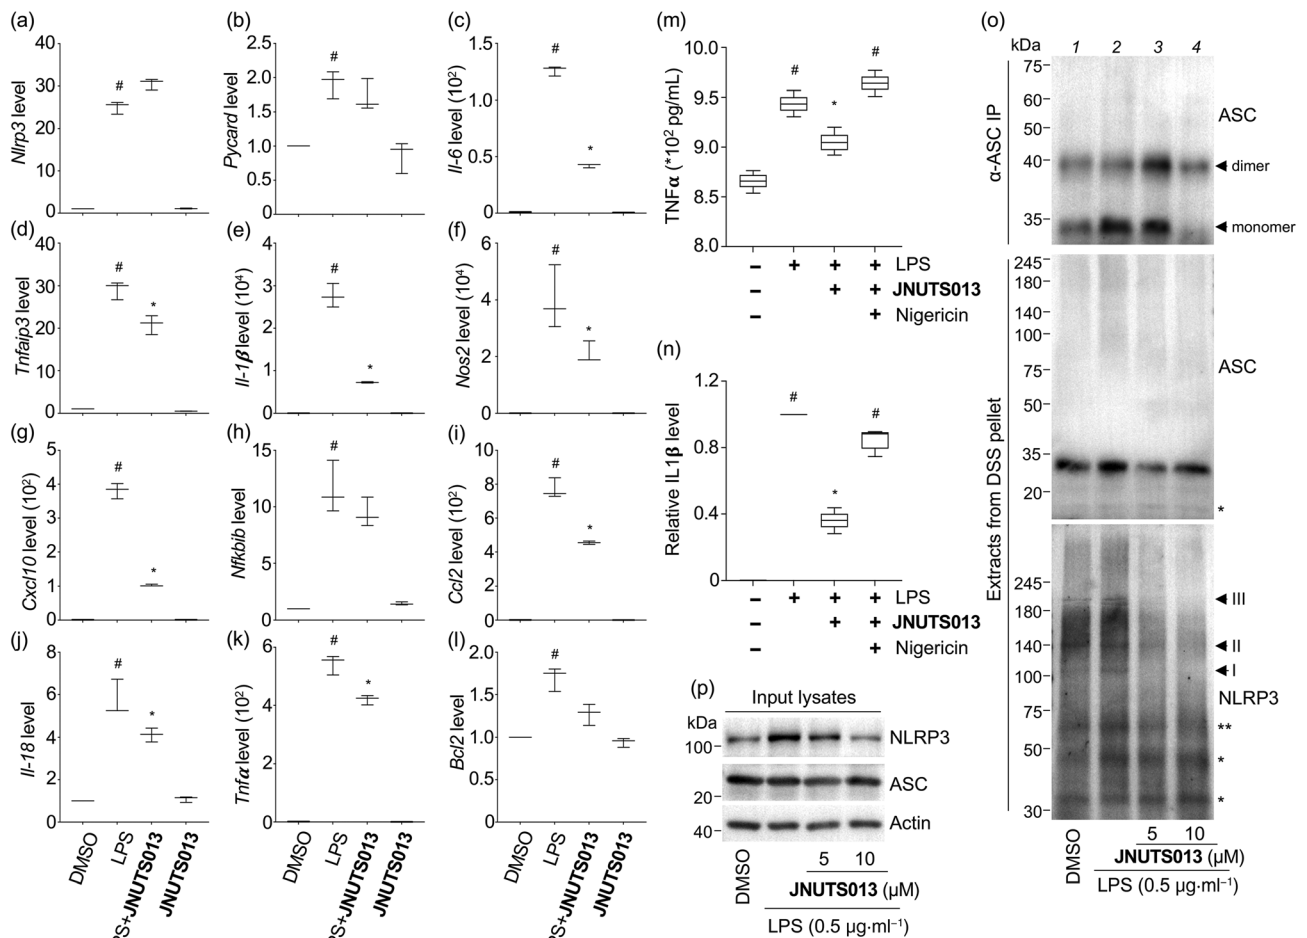 (a)
Nlrp3 level
40
30
20
10
0
#
(b)
Pycard level
2.5
2.0
1.5
1.0
0.5
0
#
(c)
Il-6 level (10²)
1.5
1.0
0.5
0
#
*
(d)
Tnfaip3 level
40
30
20
10
0
#
*
(e)
Il-1β level (10⁴)
4
3
2
1
0
#
*
(f)
Nos2 level (10⁴)
6
4
2
0
#
*
(g)
Cxcl10 level (10²)
5
4
3
2
1
0
#
*
(h)
Nfkbib level
15
10
5
0
#
(i)
Ccl2 level (10²)
10
8
6
4
2
0
#
*
(j)
Il-18 level
8
6
4
2
0
#
*
DMSO
LPS
PS+JNUTS013
JNUTS013
(k)
Tnfα level (10²)
6
4
2
0
#
*
DMSO
LPS
LPS+JNUTS013
JNUTS013
(l)
Bcl2 level
2.0
1.5
1.0
0.5
0
#
DMSO
LPS
LPS+JNUTS013
JNUTS013
(m)
TNFα (*10² pg/mL)
10.0
9.5
9.0
8.5
8.0
#
*
#
− + + + LPS
− + + JNUTS013
− + Nigericin
(n)
Relative IL1β level
1.2
0.8
0.4
0
#
*
#
− + + + LPS
− + + JNUTS013
− + Nigericin
(o)
kDa 1 2 3 4
α-ASC IP
75
60
50
40
35
ASC
dimer
monomer
Extracts from DSS pellet
245
180
140
100
75
50
35
20
ASC
*
245
180
140
100
75
50
30
III
II
I
NLRP3
**
*
*
DMSO
5 10
JNUTS013 (μM)
LPS (0.5 μg·ml⁻¹)
(p)
Input lysates
kDa
100
NLRP3
20
ASC
40
Actin
DMSO
5 10
JNUTS013 (μM)
LPS (0.5 μg·ml⁻¹)